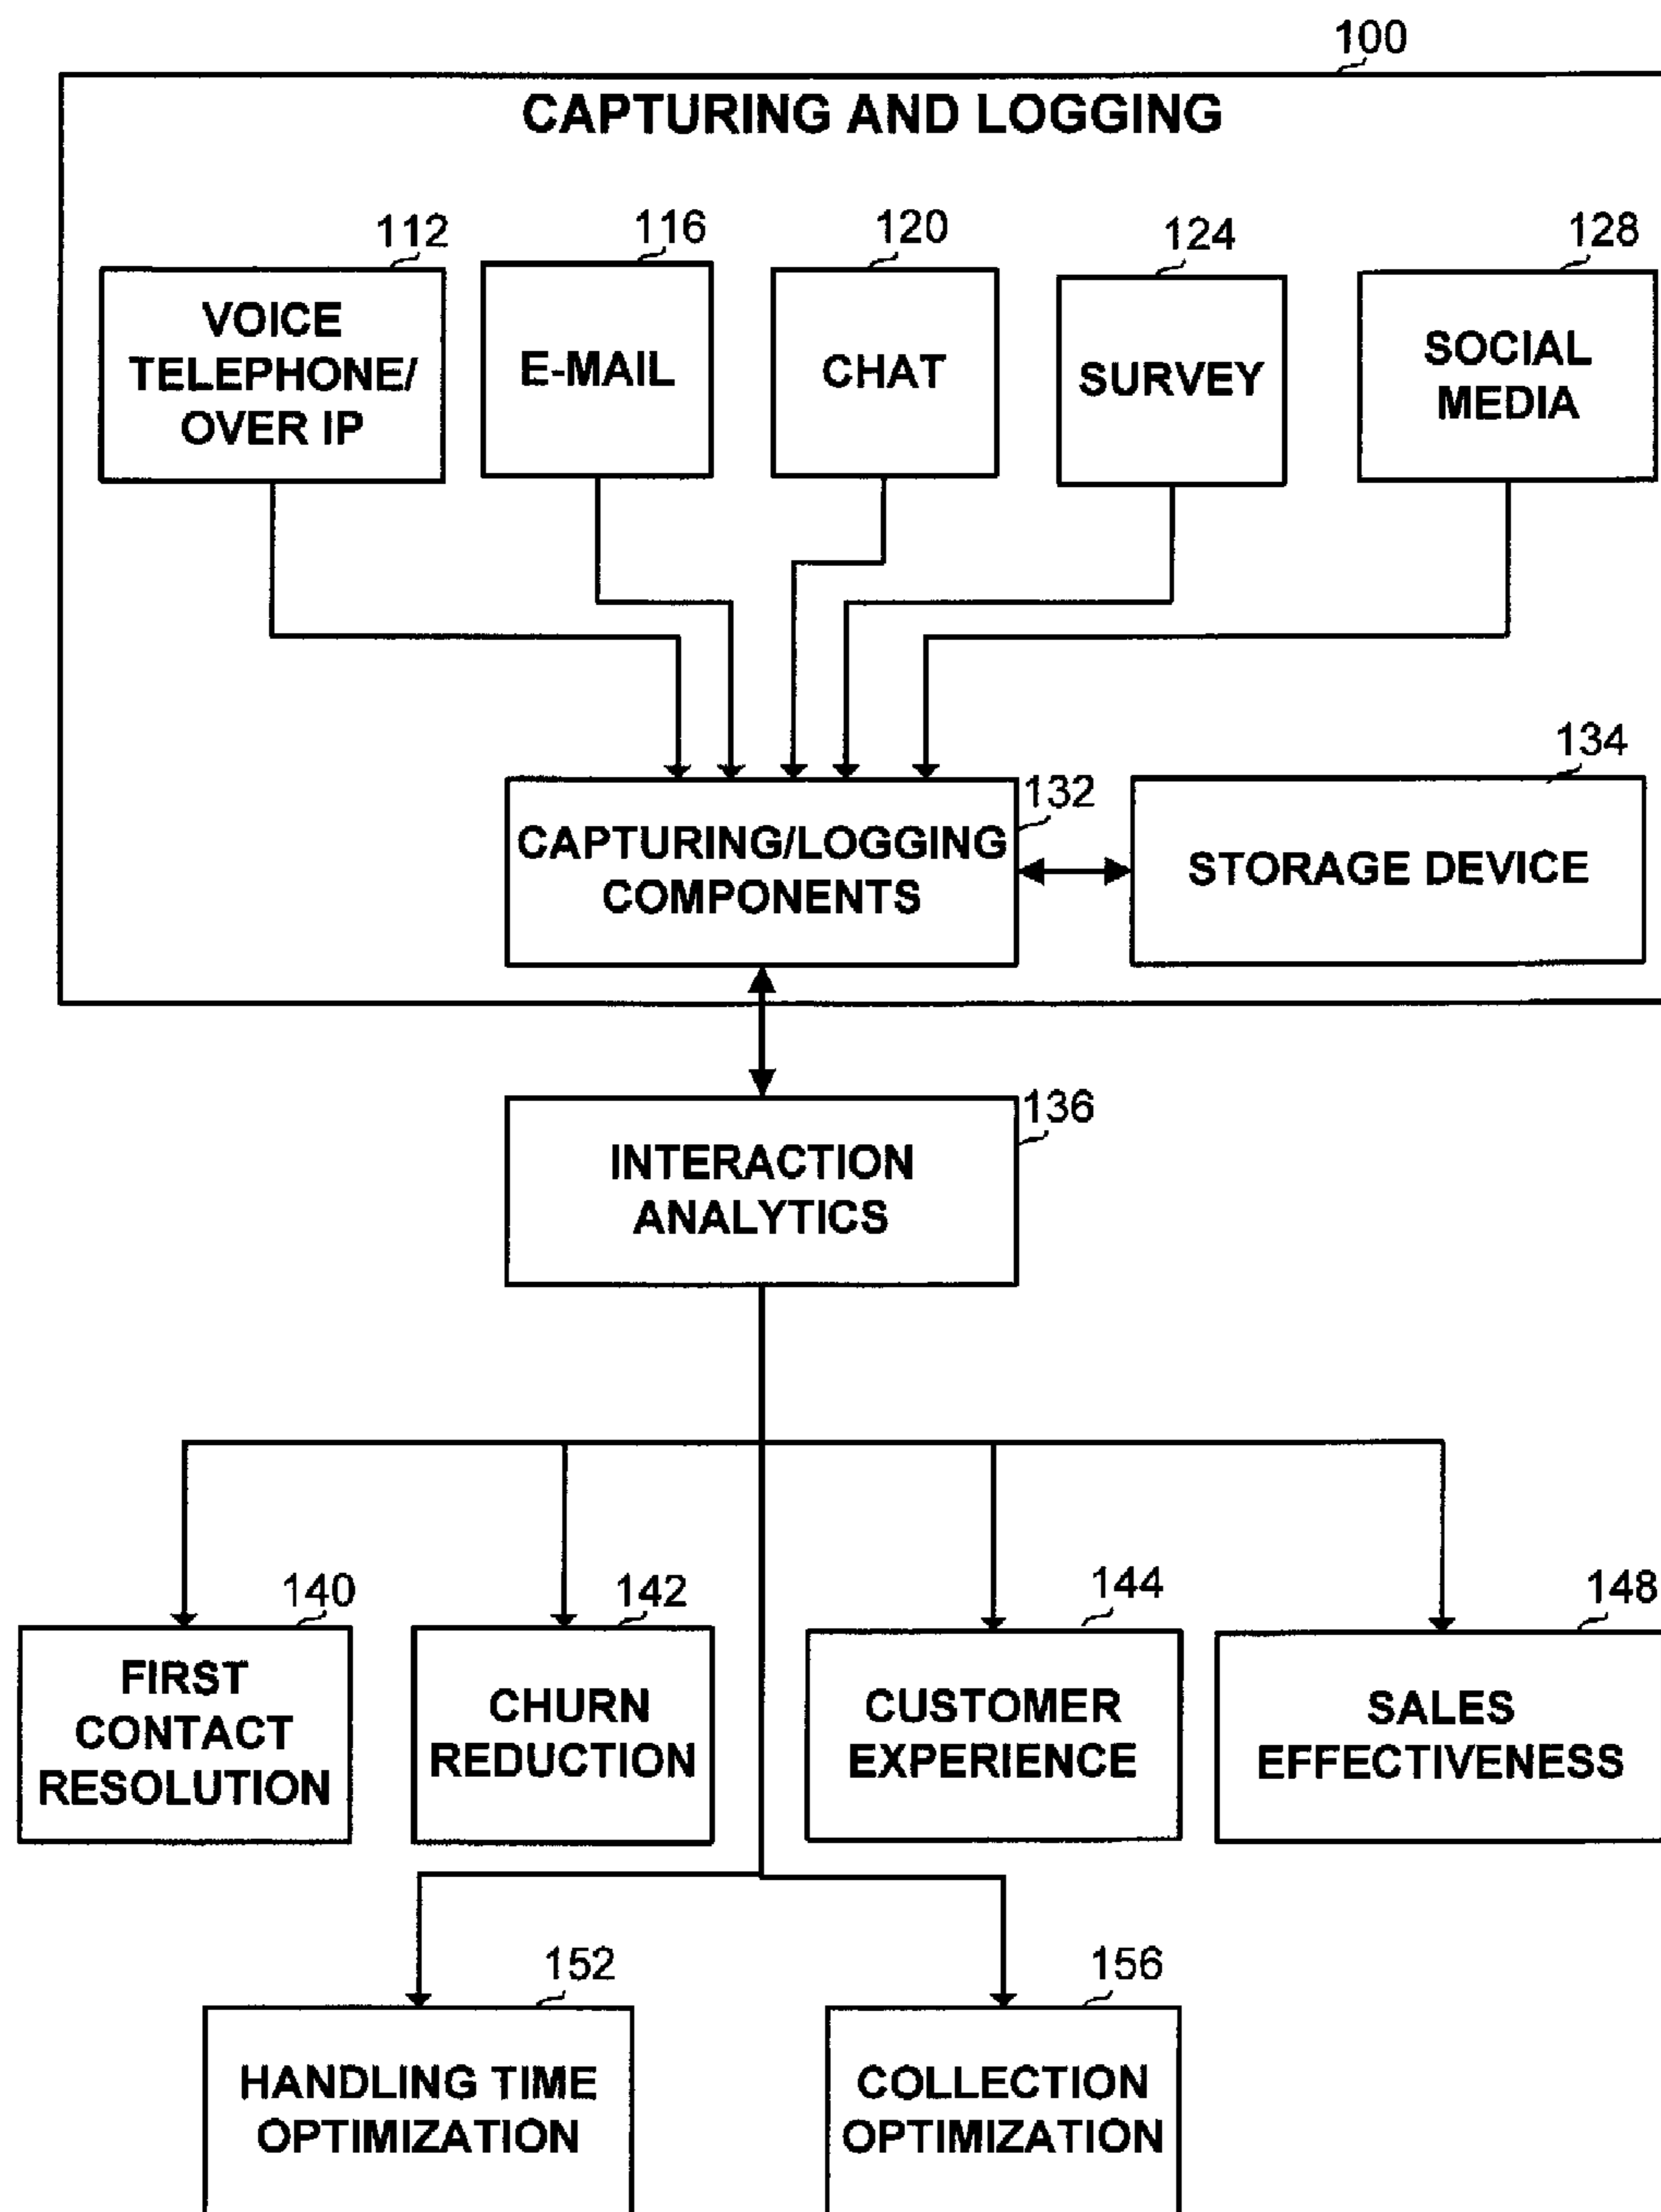 100
CAPTURING AND LOGGING
112
116
120
124
128
VOICE
TELEPHONE/
OVER IP
E-MAIL
CHAT
SURVEY
SOCIAL
MEDIA
132
134
CAPTURING/LOGGING
COMPONENTS
STORAGE DEVICE
136
INTERACTION
ANALYTICS
140
142
144
148
FIRST
CONTACT
RESOLUTION
CHURN
REDUCTION
CUSTOMER
EXPERIENCE
SALES
EFFECTIVENESS
152
156
HANDLING TIME
OPTIMIZATION
COLLECTION
OPTIMIZATION